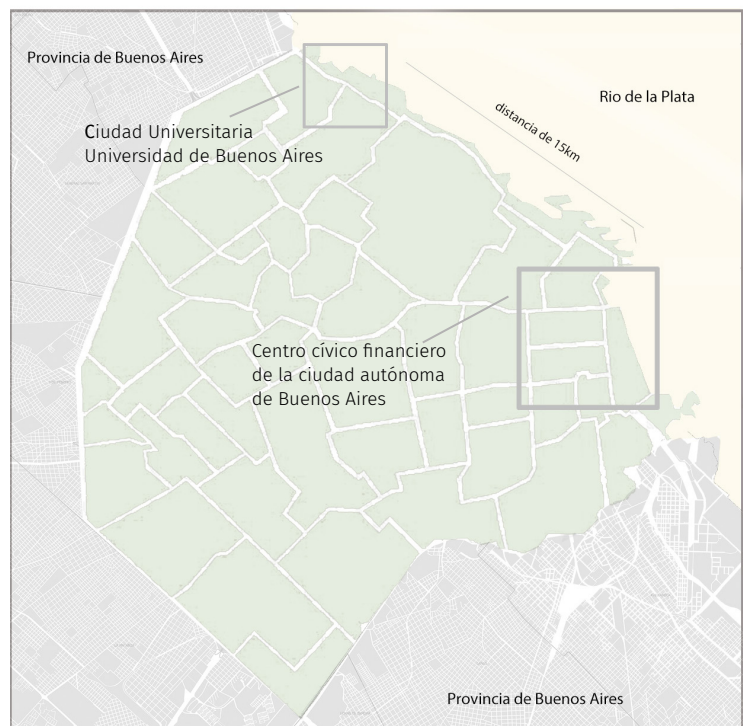 Provincia de Buenos Aires
Rio de la Plata
distancia de 15km
Ciudad Universitaria
Universidad de Buenos Aires
Centro cívico financiero
de la ciudad autónoma
de Buenos Aires
Provincia de Buenos Aires